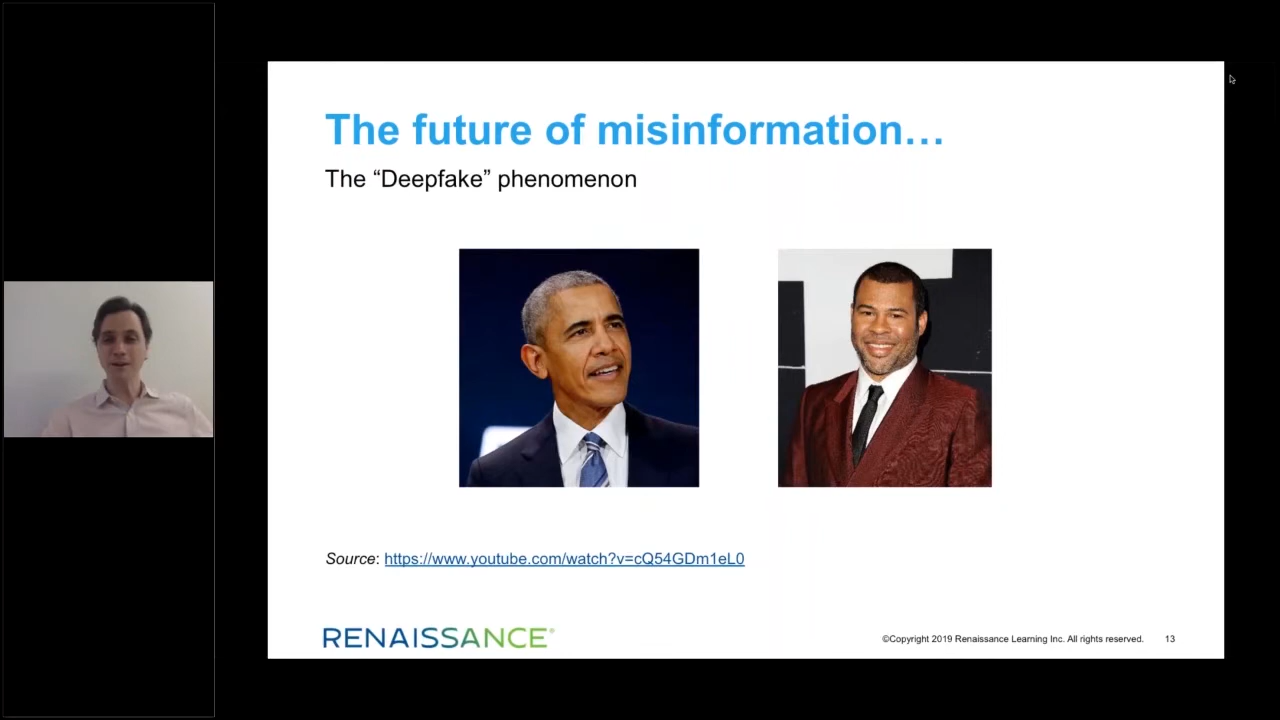 The future of misinformation…
The “Deepfake” phenomenon
Source: https://www.youtube.com/watch?v=cQ54GDm1eL0
RENAISSANCE®
©Copyright 2019 Renaissance Learning Inc. All rights reserved. 13